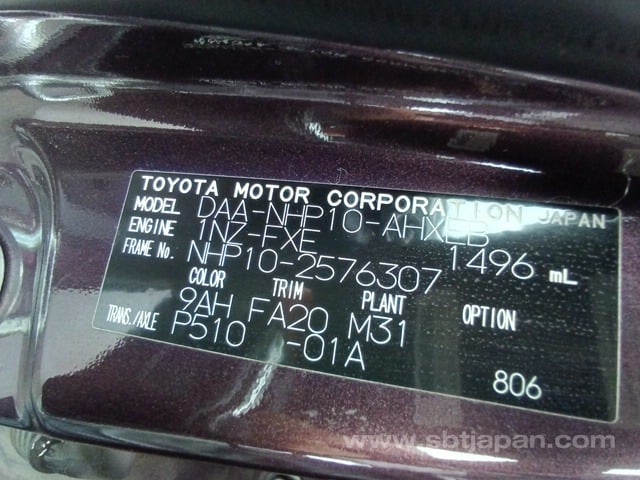 TOYOTA MOTOR CORPORATION JAPAN
MODEL DAA-NHP10-AHXEB
ENGINE 1NZ-FXE 1496 mL
FRAME No. NHP10-2576307
COLOR TRIM PLANT OPTION
9AH FA20 M31
TRANS./AXLE P510 -01A
806
www.sbtjapan.com